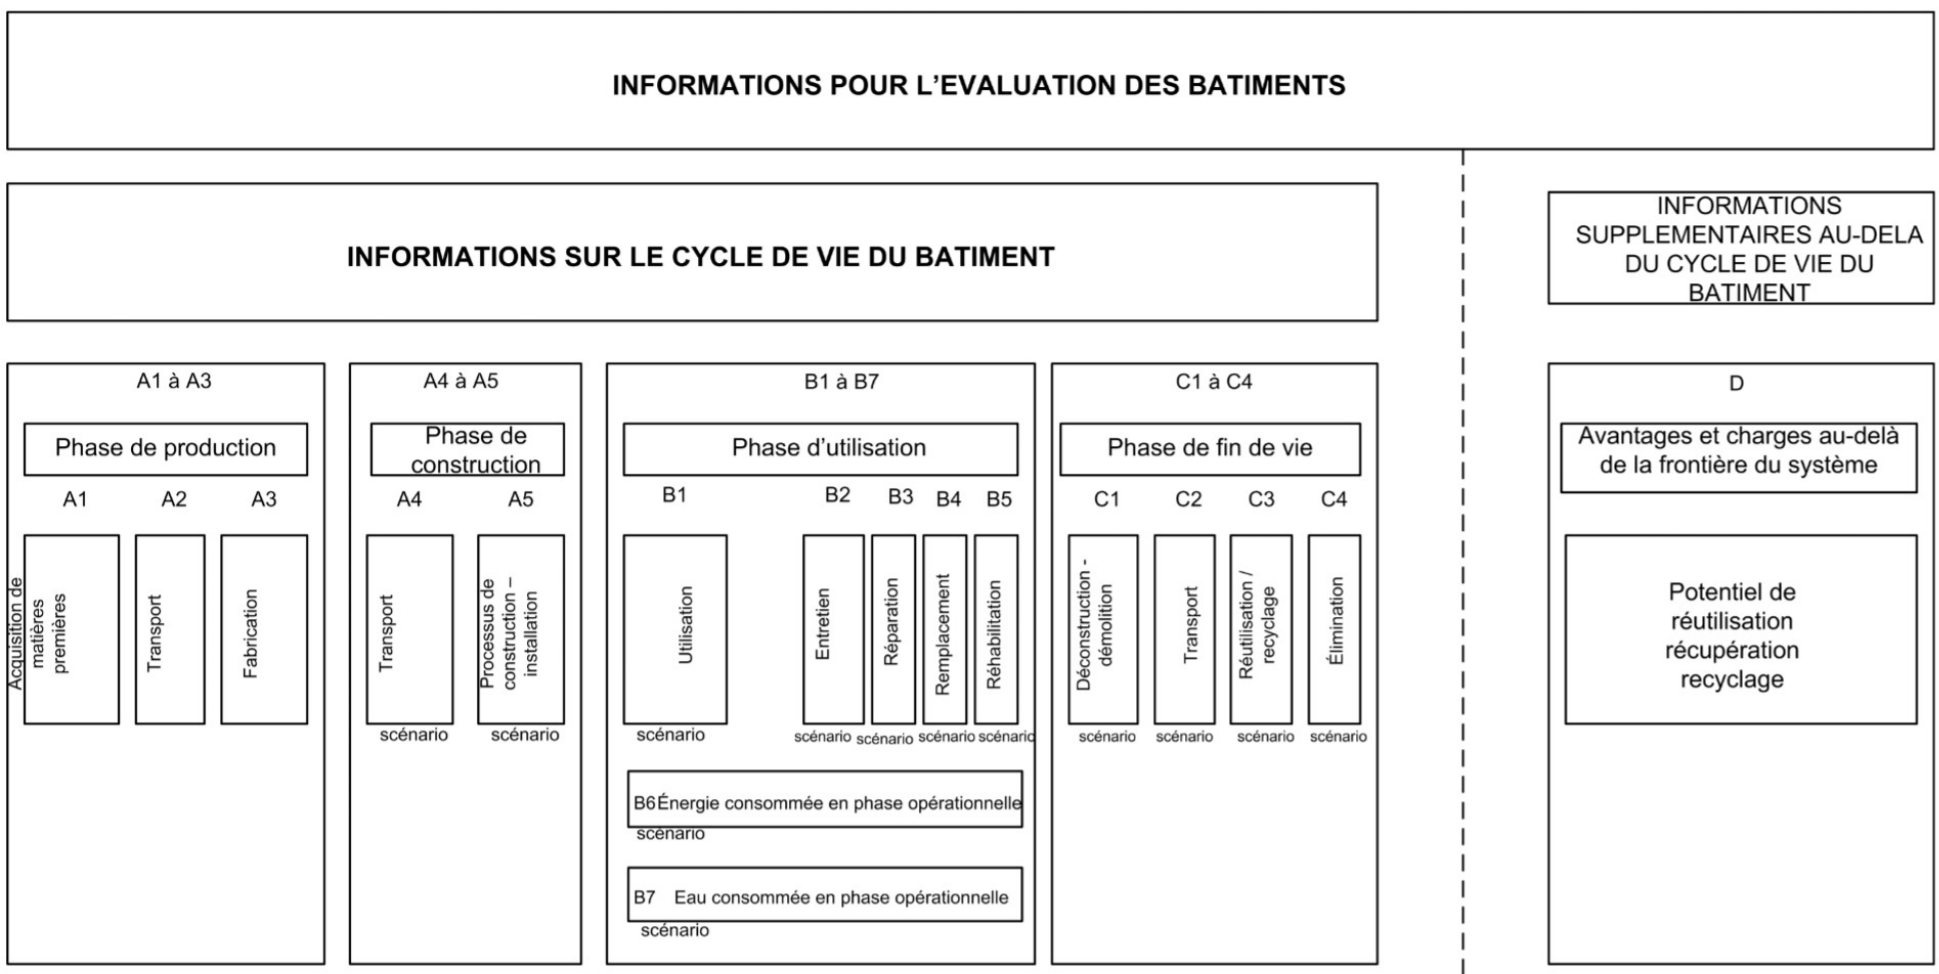 INFORMATIONS POUR L’EVALUATION DES BATIMENTS
INFORMATIONS SUR LE CYCLE DE VIE DU BATIMENT
INFORMATIONS
SUPPLEMENTAIRES AU-DELA
DU CYCLE DE VIE DU
BATIMENT
A1 à A3
Phase de production
A1 A2 A3
Acquisition de
matières
premières
Transport
Fabrication
A4 à A5
Phase de
construction
A4 A5
Transport
Processus de
construction –
installation
scénario scénario
B1 à B7
Phase d’utilisation
B1 B2 B3 B4 B5
Utilisation
Entretien
Réparation
Remplacement
Réhabilitation
scénario scénario scénario scénario scénario
B6 Énergie consommée en phase opérationnelle
scénario
B7 Eau consommée en phase opérationnelle
scénario
C1 à C4
Phase de fin de vie
C1 C2 C3 C4
Déconstruction -
démolition
Transport
Réutilisation /
recyclage
Élimination
scénario scénario scénario scénario
D
Avantages et charges au-delà
de la frontière du système
Potentiel de
réutilisation
récupération
recyclage